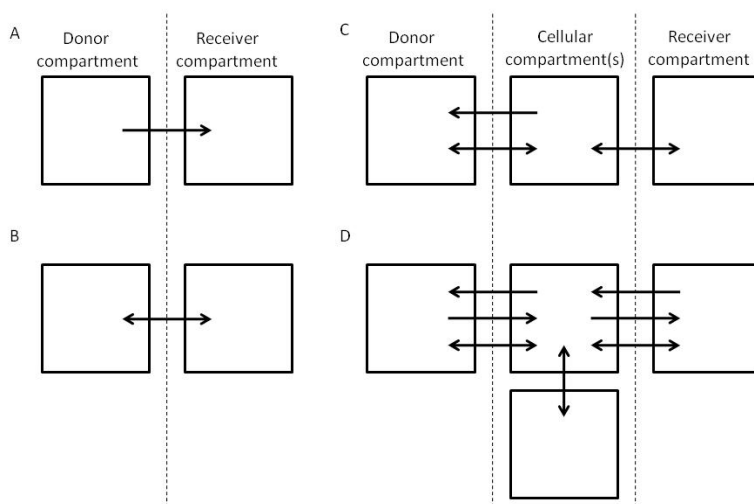 A
Donor
compartment
Receiver
compartment
B
C
Donor
compartment
Cellular
compartment(s)
Receiver
compartment
D